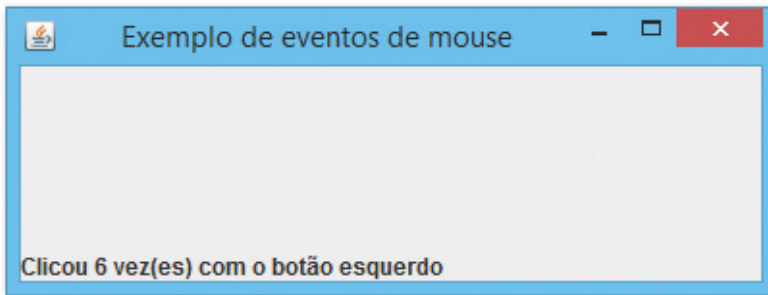 Exemplo de eventos de mouse
Clicou 6 vez(es) com o botão esquerdo